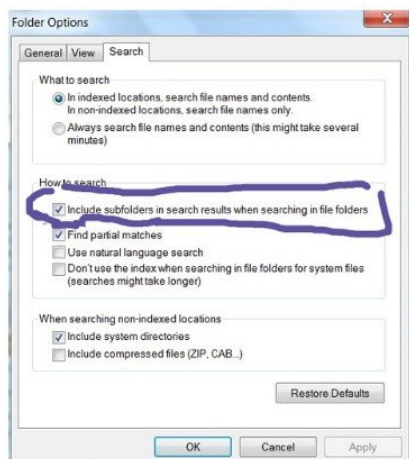 Folder Options
General View Search
What to search
In indexed locations, search file names and contents.
In non-indexed locations, search file names only.
Always search file names and contents (this might take several
minutes)
How to search
Include subfolders in search results when searching in file folders
Find partial matches
Use natural language search
Don't use the index when searching in file folders for system files
(searches might take longer)
When searching non-indexed locations
Include system directories
Include compressed files (ZIP, CAB...)
Restore Defaults
OK Cancel Apply